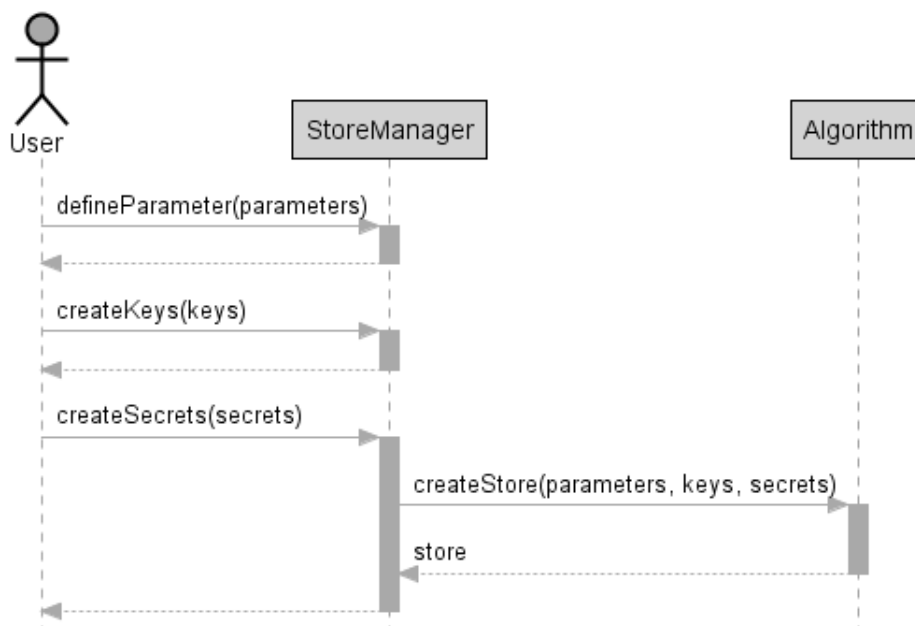 User
StoreManager
Algorithm
defineParameter(parameters)
createKeys(keys)
createSecrets(secrets)
createStore(parameters, keys, secrets)
store